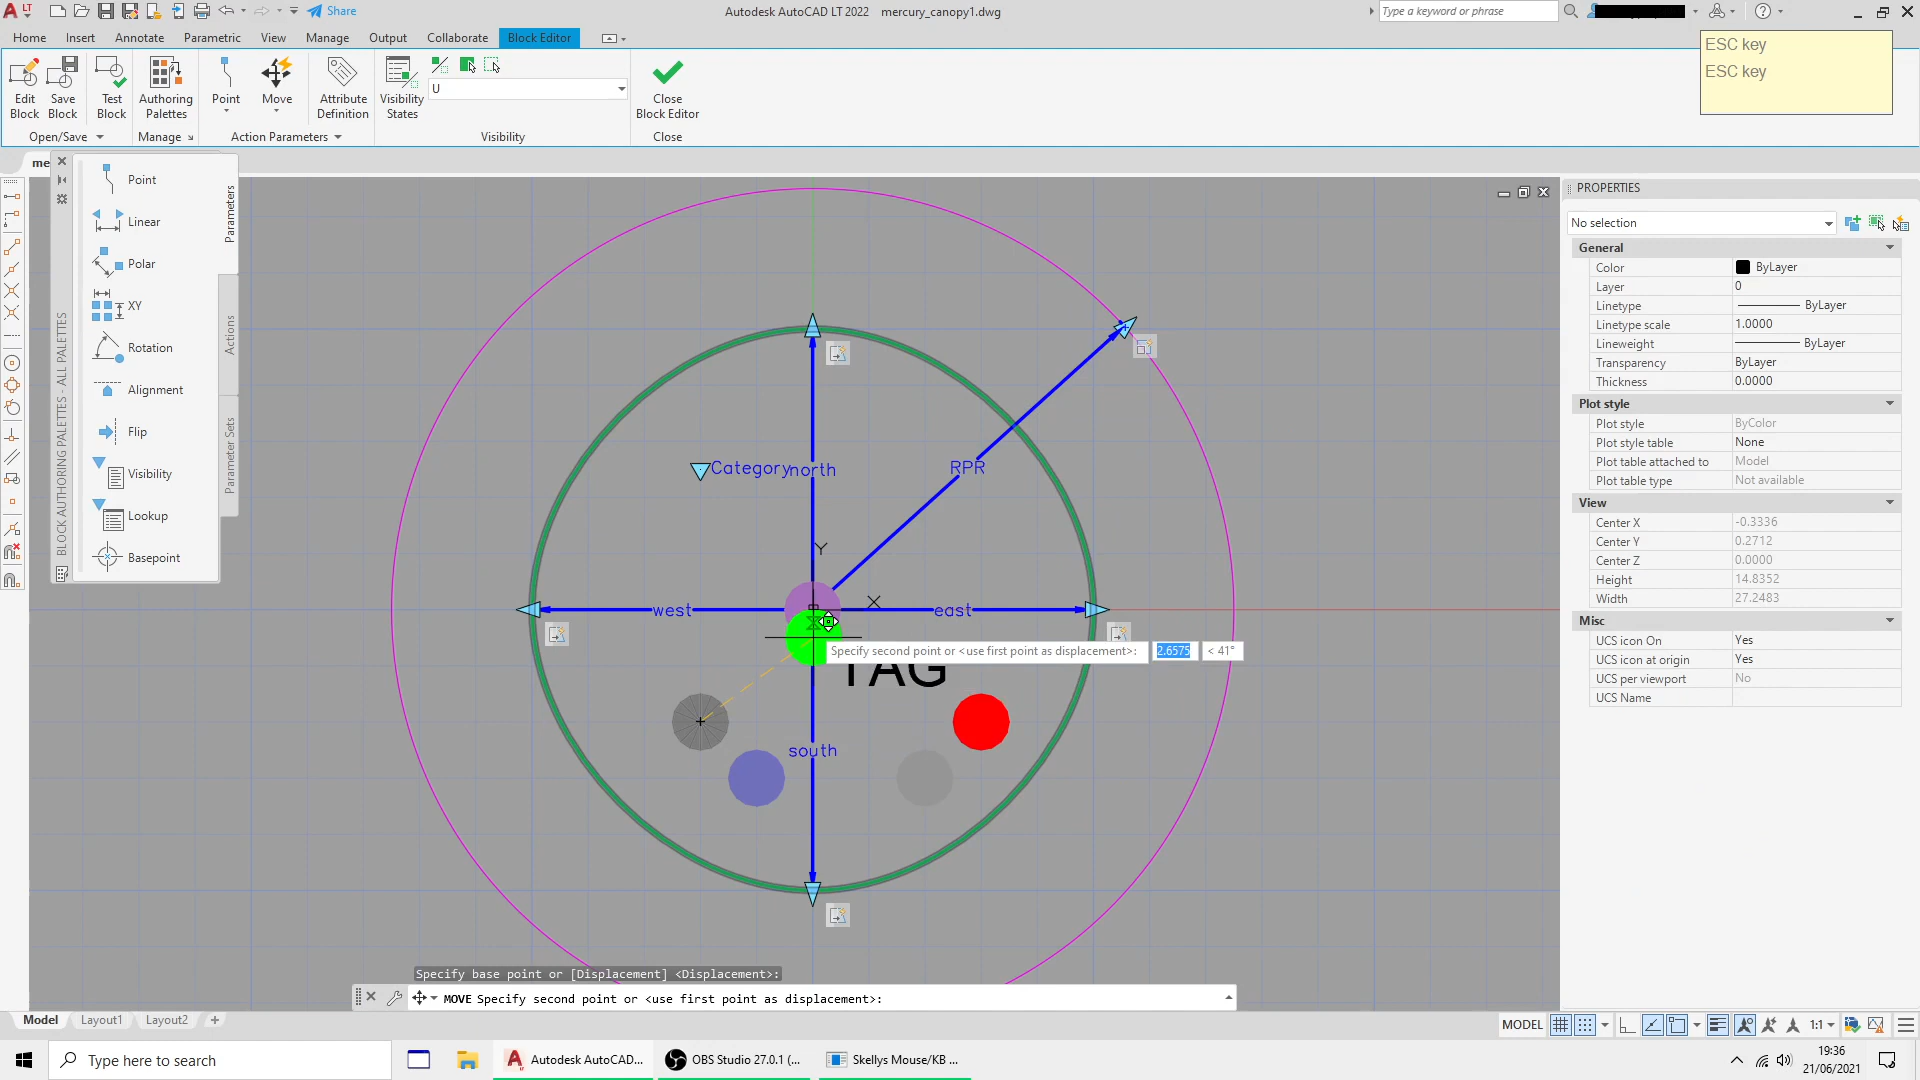 LT
Share
Autodesk AutoCAD LT 2022 mercury_canopy1.dwg
Type a keyword or phrase
Home Insert Annotate Parametric View Manage Output Collaborate Block Editor
ESC key
ESC key
Edit Block
Save Block
Test Block
Authoring Palettes
Point
Move
Attribute Definition
Visibility States
U
Close Block Editor
Open/Save Manage Action Parameters Visibility Close
me
Point
Linear
Polar
XY
Rotation
Alignment
Flip
Visibility
Lookup
Basepoint
Parameters
Actions
Parameter Sets
BLOCK AUTHORING PALETTES - ALL PALETTES
Category
north
RPR
Y
X
west
east
Specify second point or <use first point as displacement>: 2.6575 < 41°
TAG
south
Specify base point or [Displacement] <Displacement>:
MOVE Specify second point or <use first point as displacement>:
PROPERTIES
No selection
General
Color ByLayer
Layer 0
Linetype ByLayer
Linetype scale 1.0000
Lineweight ByLayer
Transparency ByLayer
Thickness 0.0000
Plot style
Plot style ByColor
Plot style table None
Plot table attached to Model
Plot table type Not available
View
Center X -0.3336
Center Y 0.2712
Center Z 0.0000
Height 14.8352
Width 27.2483
Misc
UCS icon On Yes
UCS icon at origin Yes
UCS per viewport No
UCS Name
Model Layout1 Layout2 +
MODEL 1:1
Type here to search
Autodesk AutoCAD...
OBS Studio 27.0.1 (...
Skellys Mouse/KB ...
19:36
21/06/2021